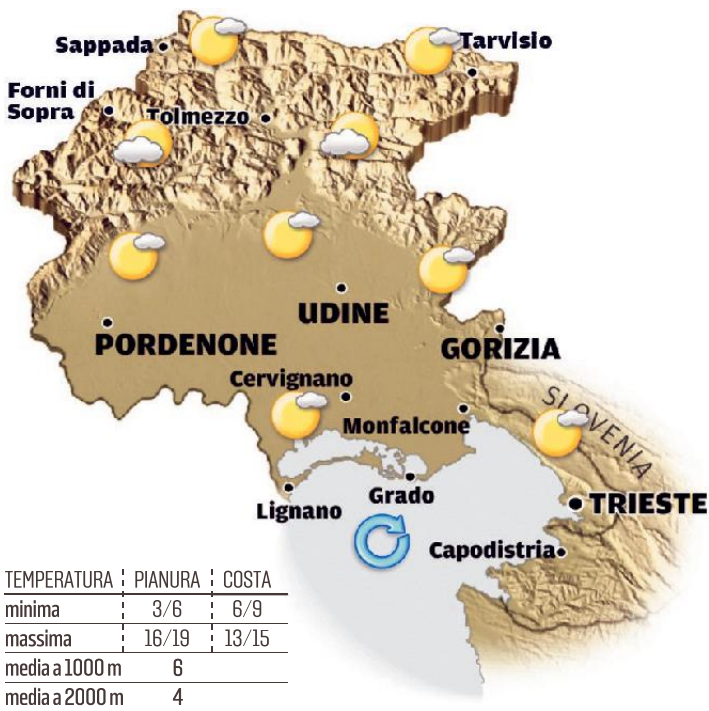 Sappada
Tarvisio
Forni di
Sopra
Tolmezzo
UDINE
PORDENONE
GORIZIA
Cervignano
SLOVENIA
Monfalcone
Lignano
Grado
TRIESTE
Capodistria
TEMPERATURA PIANURA COSTA
minima 3/6 6/9
massima 16/19 13/15
media a 1000 m 6
media a 2000 m 4